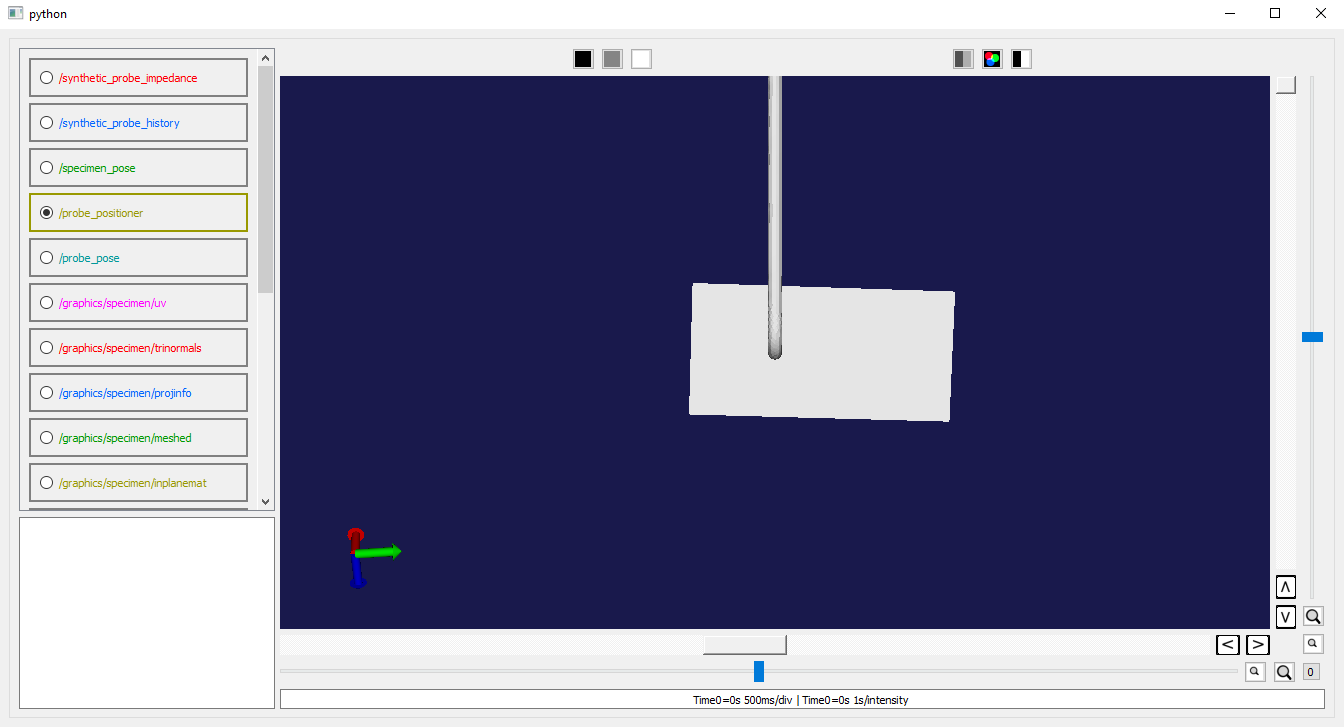 python
/synthetic_probe_impedance
/synthetic_probe_history
/specimen_pose
/probe_positioner
/probe_pose
/graphics/specimen/uv
/graphics/specimen/trinormals
/graphics/specimen/projinfo
/graphics/specimen/meshed
/graphics/specimen/inplanemat
0
Time0=0s 500ms/div | Time0=0s 1s/intensity